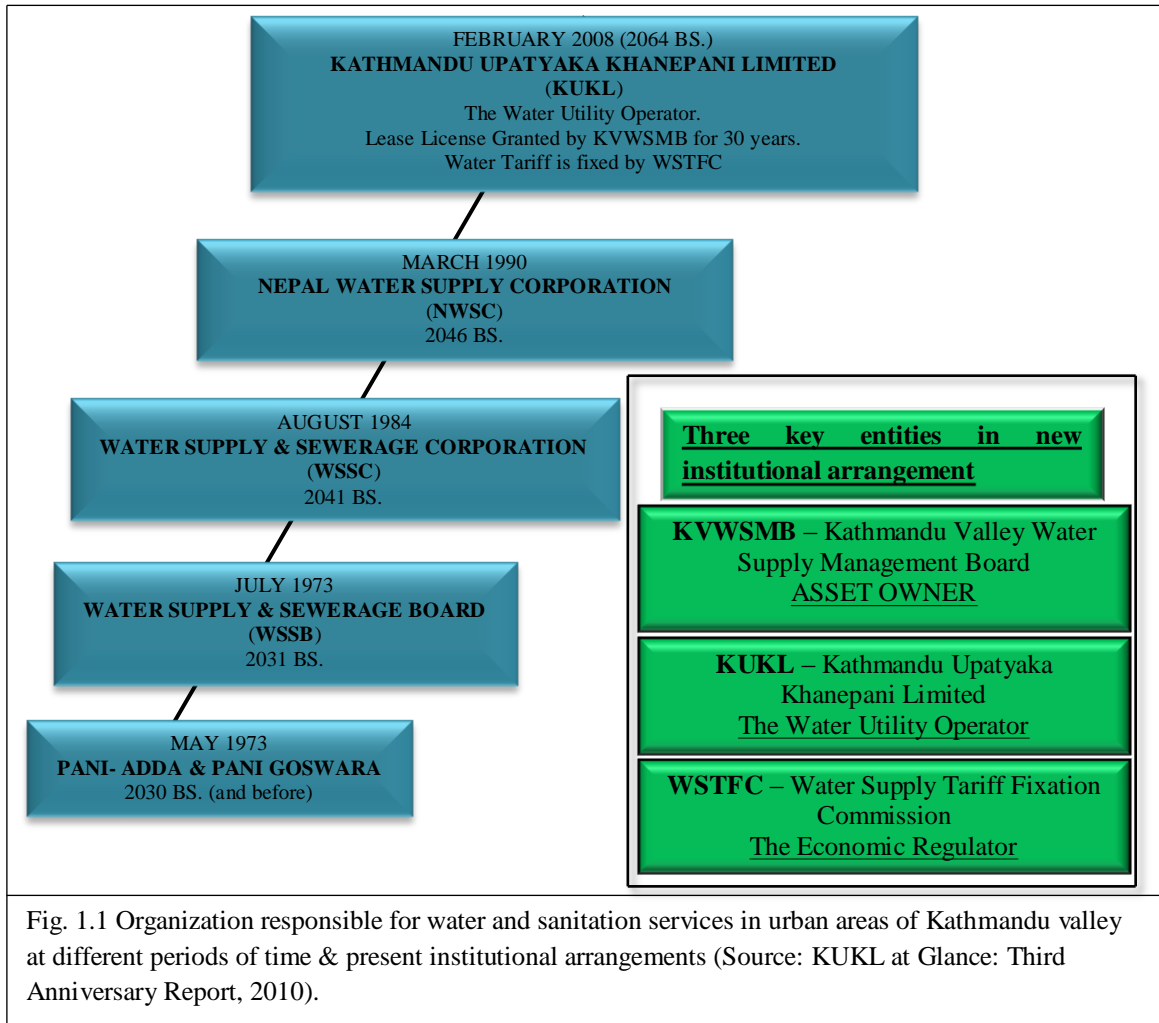 FEBRUARY 2008 (2064 BS.)
KATHMANDU UPATYAKA KHANEPANI LIMITED
(KUKL)
The Water Utility Operator.
Lease License Granted by KVWSMB for 30 years.
Water Tariff is fixed by WSTFC
MARCH 1990
NEPAL WATER SUPPLY CORPORATION
(NWSC)
2046 BS.
AUGUST 1984
WATER SUPPLY & SEWERAGE CORPORATION
(WSSC)
2041 BS.
JULY 1973
WATER SUPPLY & SEWERAGE BOARD
(WSSB)
2031 BS.
MAY 1973
PANI- ADDA & PANI GOSWARA
2030 BS. (and before)
Three key entities in new
institutional arrangement
KVWSMB – Kathmandu Valley Water
Supply Management Board
ASSET OWNER
KUKL – Kathmandu Upatyaka
Khanepani Limited
The Water Utility Operator
WSTFC – Water Supply Tariff Fixation
Commission
The Economic Regulator
Fig. 1.1 Organization responsible for water and sanitation services in urban areas of Kathmandu valley
at different periods of time & present institutional arrangements (Source: KUKL at Glance: Third
Anniversary Report, 2010).